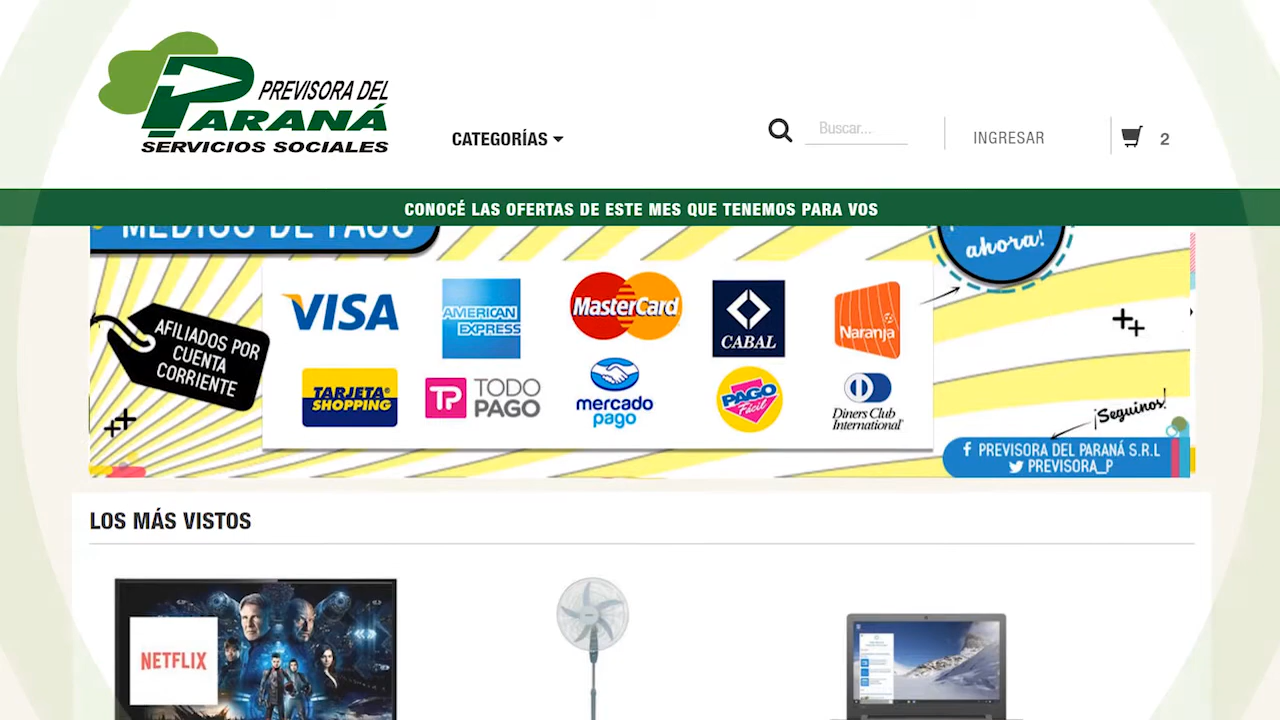 PREVISORA DEL
PARANÁ
SERVICIOS SOCIALES
CATEGORÍAS
Buscar...
INGRESAR
2
CONOCÉ LAS OFERTAS DE ESTE MES QUE TENEMOS PARA VOS
MEDIOS DE PAGO
ahora!
AFILIADOS POR
CUENTA
CORRIENTE
VISA
AMERICAN
EXPRESS
MasterCard
CABAL
Naranja
TARJETA
SHOPPING
TP TODO
PAGO
mercado
pago
PAGO
Fácil
Diners Club
International
¡Seguinos!
PREVISORA DEL PARANÁ S.R.L
PREVISORA_P
LOS MÁS VISTOS
NETFLIX